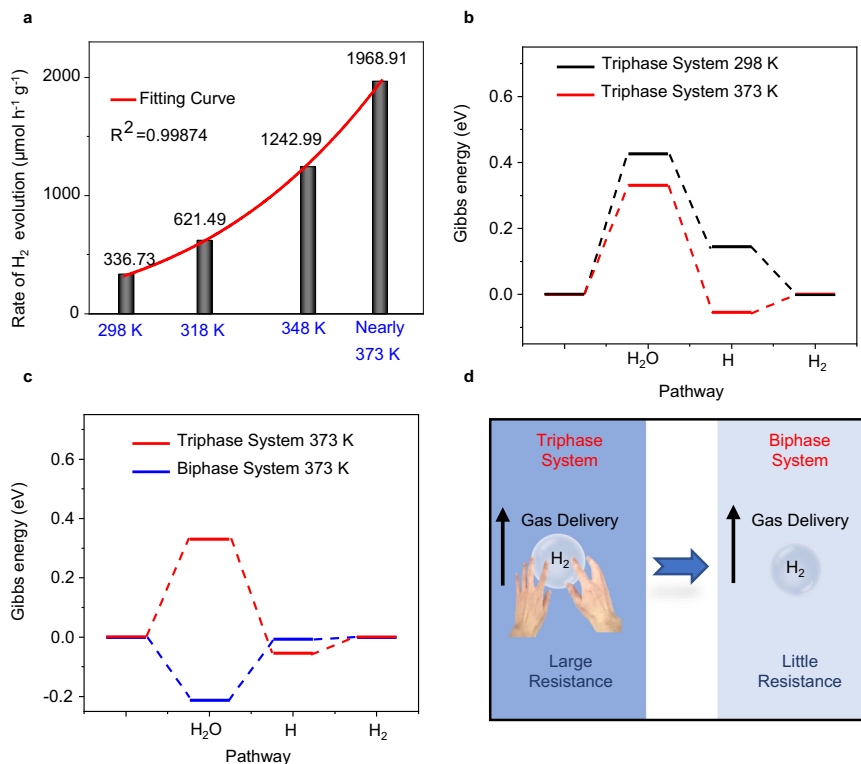 a
Rate of H2 evolution (μmol h-1 g-1)
2000
1000
0
1968.91
Fitting Curve
R2=0.99874
1242.99
621.49
336.73
298 K
318 K
348 K
Nearly
373 K
b
Gibbs energy (eV)
0.6
0.4
0.2
0.0
Triphase System 298 K
Triphase System 373 K
H2O
H
H2
Pathway
c
Gibbs energy (eV)
0.6
0.4
0.2
0.0
-0.2
Triphase System 373 K
Biphase System 373 K
H2O
H
H2
Pathway
d
Triphase
System
Gas Delivery
H2
Large
Resistance
Biphase
System
Gas Delivery
H2
Little
Resistance